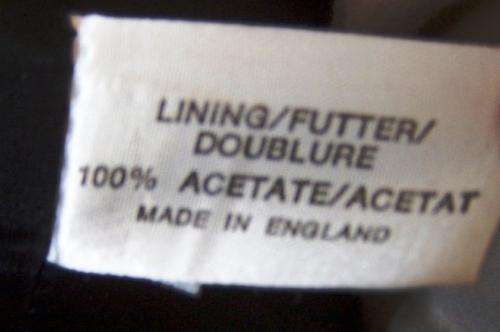 LINING/FUTTER/
DOUBLURE
100% ACETATE/ACETAT
MADE IN ENGLAND